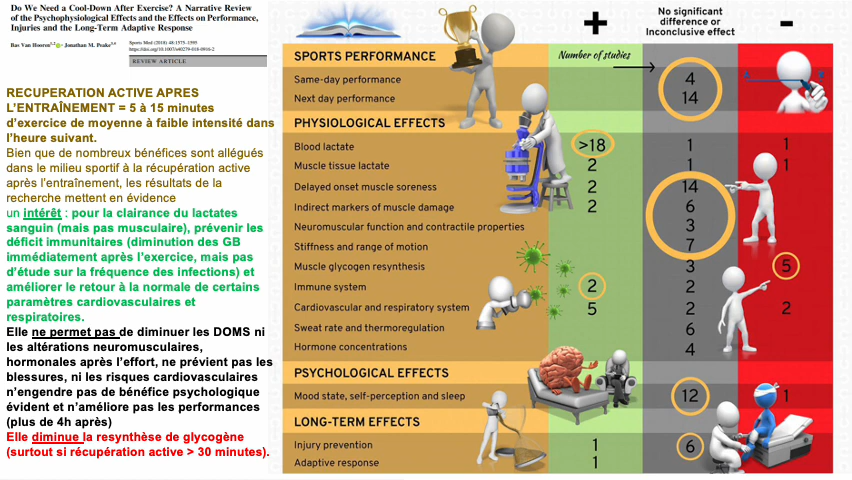 Do We Need a Cool-Down After Exercise? A Narrative Review
of the Psychophysiological Effects and the Effects on Performance,
Injuries and the Long-Term Adaptive Response
Bas Van Hooren · Jonathan M. Peake
Sports Med (2018) 48:1575–1595
https://doi.org/10.1007/s40279-018-0916-2
REVIEW ARTICLE
RECUPERATION ACTIVE APRES
L’ENTRAÎNEMENT = 5 à 15 minutes
d’exercice de moyenne à faible intensité dans
l’heure suivant.
Bien que de nombreux bénéfices sont allégués
dans le milieu sportif à la récupération active
après l’entraînement, les résultats de la
recherche mettent en évidence
un intérêt : pour la clairance du lactates
sanguin (mais pas musculaire), prévenir les
déficit immunitaires (diminution des GB
immédiatement après l’exercice, mais pas
d’étude sur la fréquence des infections) et
améliorer le retour à la normale de certains
paramètres cardiovasculaires et
respiratoires.
Elle ne permet pas de diminuer les DOMS ni
les altérations neuromusculaires,
hormonales après l’effort, ne prévient pas les
blessures, ni les risques cardiovasculaires
n’engendre pas de bénéfice psychologique
évident et n’améliore pas les performances
(plus de 4h après)
Elle diminue la resynthèse de glycogène
(surtout si récupération active > 30 minutes).
+ No significant difference or Inconclusive effect -
SPORTS PERFORMANCE Number of studies
Same-day performance 4
Next day performance 14
PHYSIOLOGICAL EFFECTS
Blood lactate >18 1 1
Muscle tissue lactate 2 1 1
Delayed onset muscle soreness 2 14
Indirect markers of muscle damage 2 6
Neuromuscular function and contractile properties 3
Stiffness and range of motion 7
Muscle glycogen resynthesis 3 5
Immune system 2 2
Cardiovascular and respiratory system 5 2 2
Sweat rate and thermoregulation 6
Hormone concentrations 4
PSYCHOLOGICAL EFFECTS
Mood state, self-perception and sleep 12 1
LONG-TERM EFFECTS
Injury prevention 1 6
Adaptive response 1